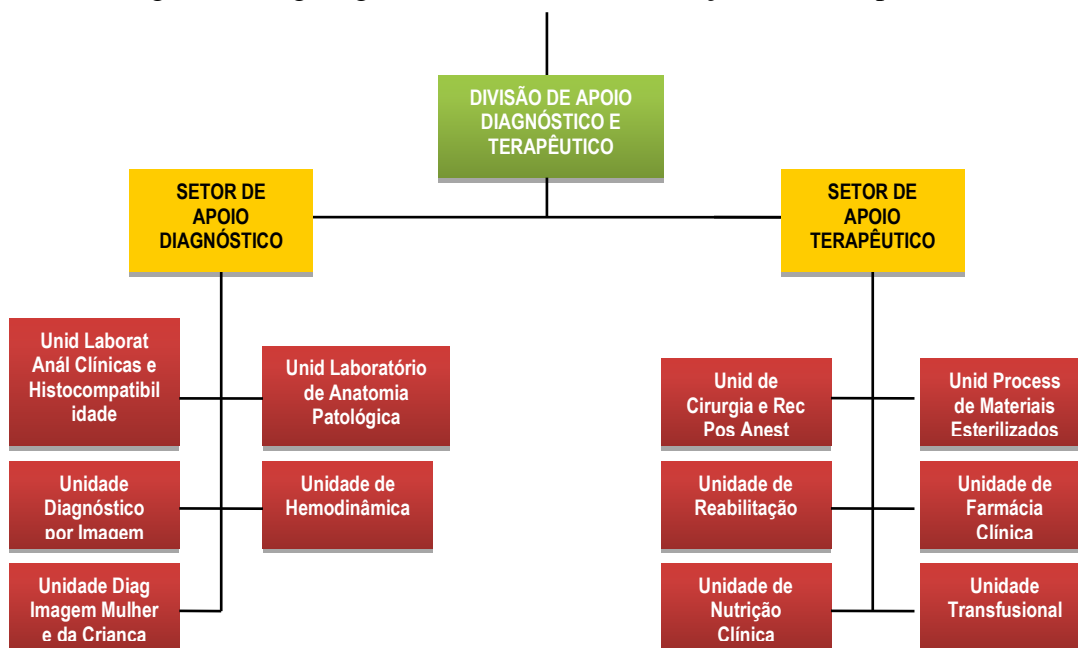 DIVISÃO DE APOIO
DIAGNÓSTICO E
TERAPÊUTICO
SETOR DE
APOIO
DIAGNÓSTICO
SETOR DE
APOIO
TERAPÊUTICO
Unid Laborat
Anál Clínicas e
Histocompatibil
idade
Unid Laboratório
de Anatomia
Patológica
Unidade
Diagnóstico
por Imagem
Unidade de
Hemodinâmica
Unidade Diag
Imagem Mulher
e da Criança
Unid de
Cirurgia e Rec
Pos Anest
Unid Process
de Materiais
Esterilizados
Unidade de
Reabilitação
Unidade de
Farmácia
Clínica
Unidade de
Nutrição
Clínica
Unidade
Transfusional